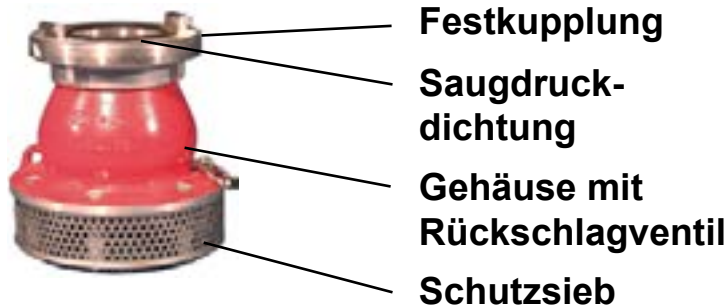 Festkupplung
Saugdruck-
dichtung
Gehäuse mit
Rückschlagventil
Schutzsieb